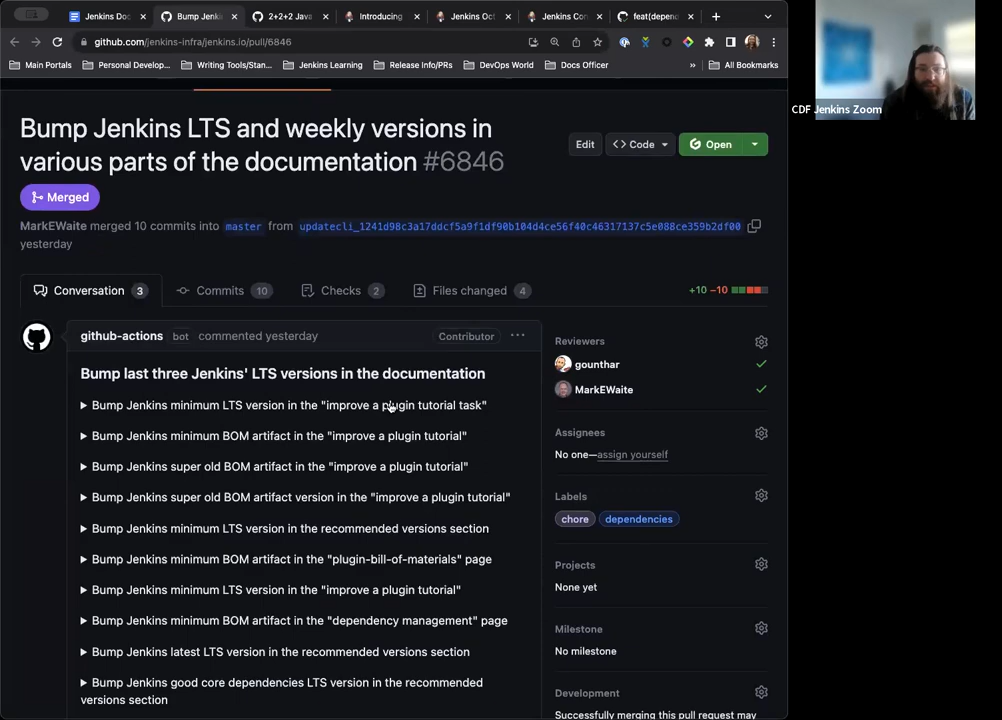 Jenkins Doc
Bump Jenki
2+2+2 Java
Introducing
Jenkins Oct
Jenkins Con
feat(depend
github.com/jenkins-infra/jenkins.io/pull/6846
Main Portals
Personal Develop...
Writing Tools/Stan...
Jenkins Learning
Release Info/PRs
DevOps World
Docs Officer
»
All Bookmarks
CDF Jenkins Zoom
Bump Jenkins LTS and weekly versions in
various parts of the documentation #6846
Edit
<> Code
Open
Merged
MarkEWaite merged 10 commits into master from updatecli_1241d98c3a17ddcf5a9f1df90b104d4ce56f40c46317137c5e088ce359b2df00
yesterday
Conversation 3
Commits 10
Checks 2
Files changed 4
+10 −10
github-actions bot commented yesterday
Contributor
...
Bump last three Jenkins' LTS versions in the documentation
Bump Jenkins minimum LTS version in the "improve a plugin tutorial task"
Bump Jenkins minimum BOM artifact in the "improve a plugin tutorial"
Bump Jenkins super old BOM artifact in the "improve a plugin tutorial"
Bump Jenkins super old BOM artifact version in the "improve a plugin tutorial"
Bump Jenkins minimum LTS version in the recommended versions section
Bump Jenkins minimum BOM artifact in the "plugin-bill-of-materials" page
Bump Jenkins minimum LTS version in the "improve a plugin tutorial"
Bump Jenkins minimum BOM artifact in the "dependency management" page
Bump Jenkins latest LTS version in the recommended versions section
Bump Jenkins good core dependencies LTS version in the recommended
versions section
Reviewers
gounthar
MarkEWaite
Assignees
No one—assign yourself
Labels
chore
dependencies
Projects
None yet
Milestone
No milestone
Development
Successfully merging this pull request may